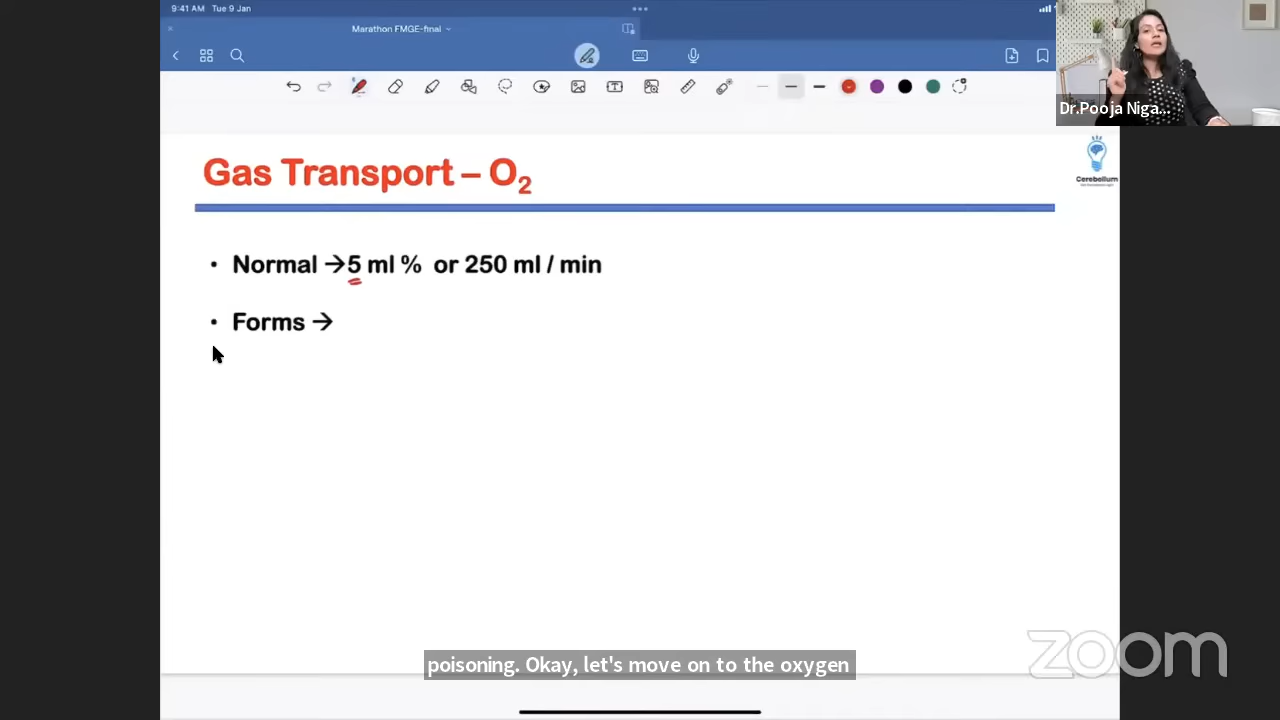 9:41 AM Tue 9 Jan
Marathon FMGE-final
Dr.Pooja Niga...
Cerebellum
Gas Transport – O₂
• Normal →5 ml % or 250 ml / min
• Forms →
poisoning. Okay, let's move on to the oxygen
zoom